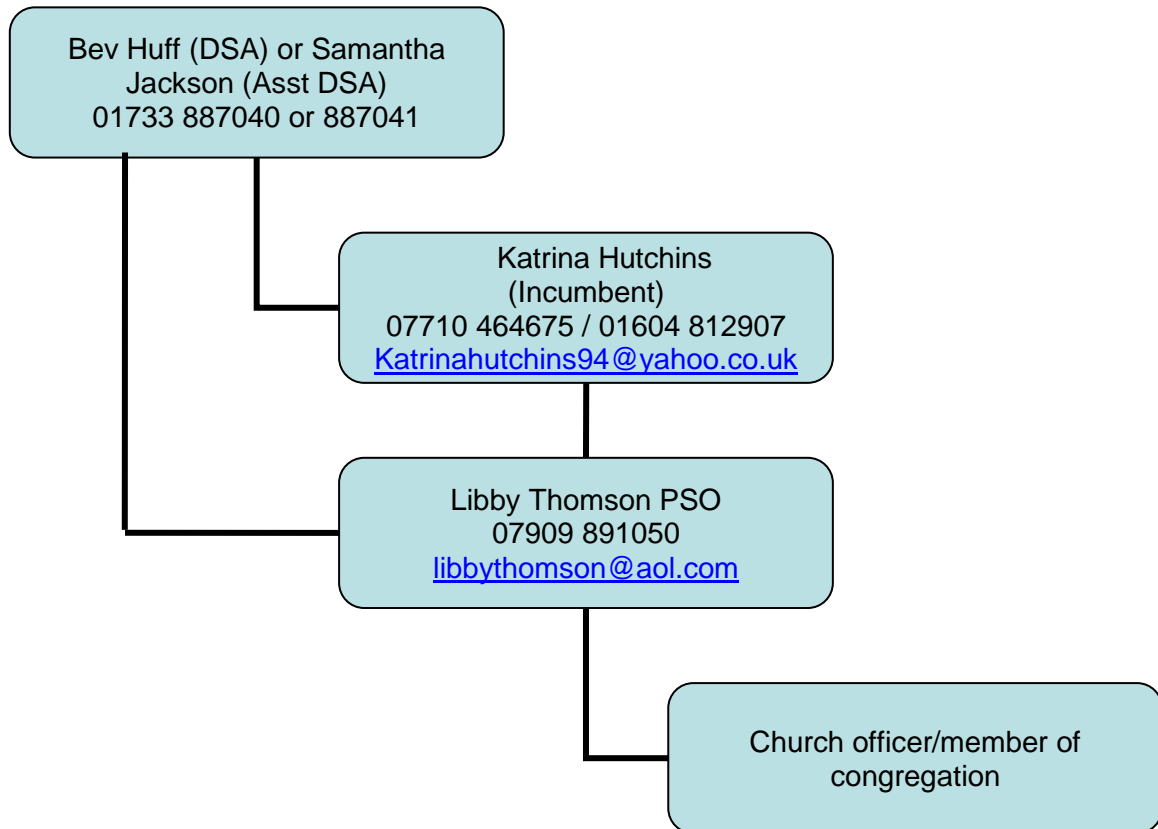 Bev Huff (DSA) or Samantha
Jackson (Asst DSA)
01733 887040 or 887041
Katrina Hutchins
(Incumbent)
07710 464675 / 01604 812907
Katrinahutchins94@yahoo.co.uk
Libby Thomson PSO
07909 891050
libbythomson@aol.com
Church officer/member of
congregation